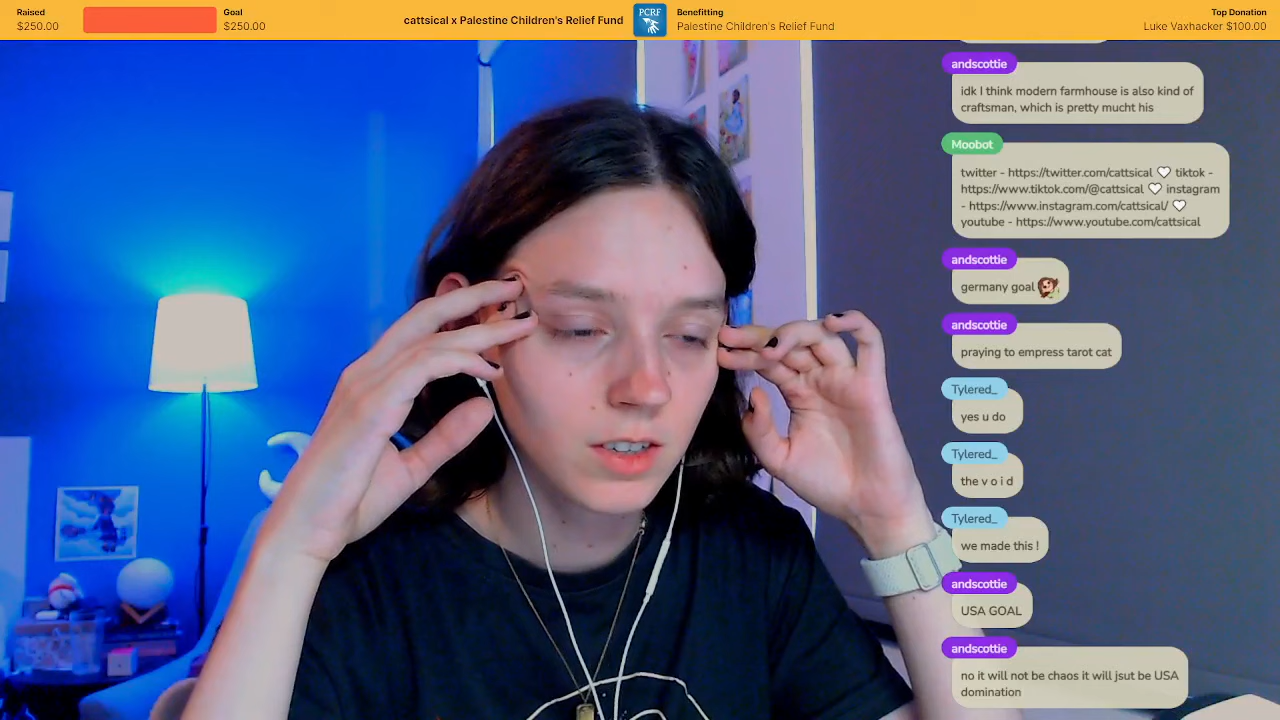 Raised
$250.00
Goal
$250.00
cattsical x Palestine Children's Relief Fund
PCRF
Benefitting
Palestine Children's Relief Fund
Top Donation
Luke Vaxhacker $100.00
andscottie
idk I think modern farmhouse is also kind of
craftsman, which is pretty mucht his
Moobot
twitter - https://twitter.com/cattsical 🤍 tiktok -
https://www.tiktok.com/@cattsical 🤍 instagram
- https://www.instagram.com/cattsical/ 🤍
youtube - https://www.youtube.com/cattsical
andscottie
germany goal
andscottie
praying to empress tarot cat
Tylered_
yes u do
Tylered_
the v o i d
Tylered_
we made this !
andscottie
USA GOAL
andscottie
no it will not be chaos it will jsut be USA
domination